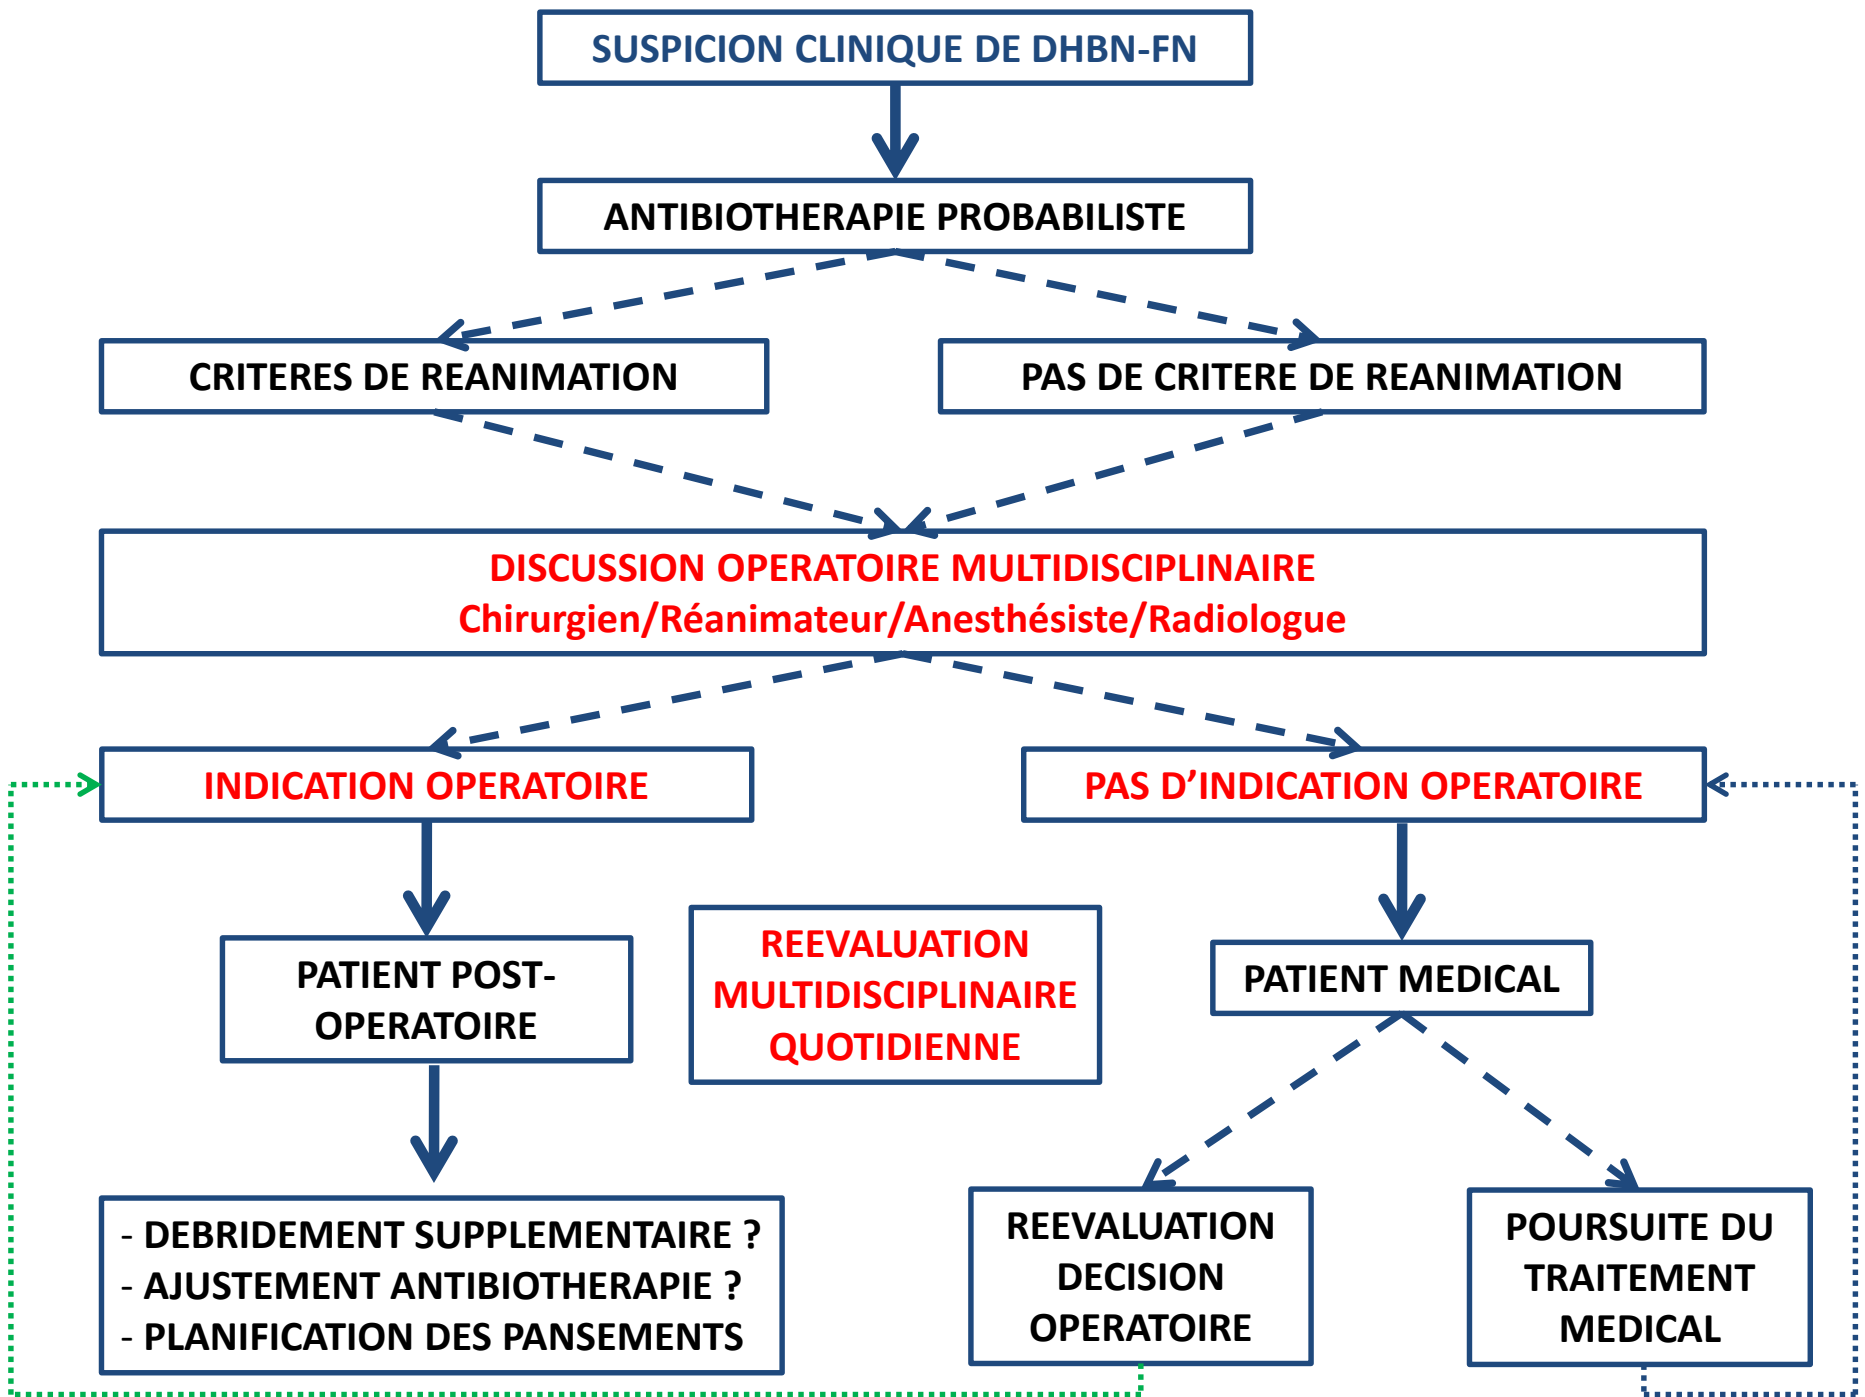 SUSPICION CLINIQUE DE DHBN-FN
ANTIBIOTHERAPIE PROBABILISTE
CRITERES DE REANIMATION
PAS DE CRITERE DE REANIMATION
DISCUSSION OPERATOIRE MULTIDISCIPLINAIRE
Chirurgien/Réanimateur/Anesthésiste/Radiologue
INDICATION OPERATOIRE
PAS D’INDICATION OPERATOIRE
PATIENT POST-
OPERATOIRE
REEVALUATION
MULTIDISCIPLINAIRE
QUOTIDIENNE
PATIENT MEDICAL
- DEBRIDEMENT SUPPLEMENTAIRE ?
- AJUSTEMENT ANTIBIOTHERAPIE ?
- PLANIFICATION DES PANSEMENTS
REEVALUATION
DECISION
OPERATOIRE
POURSUITE DU
TRAITEMENT
MEDICAL